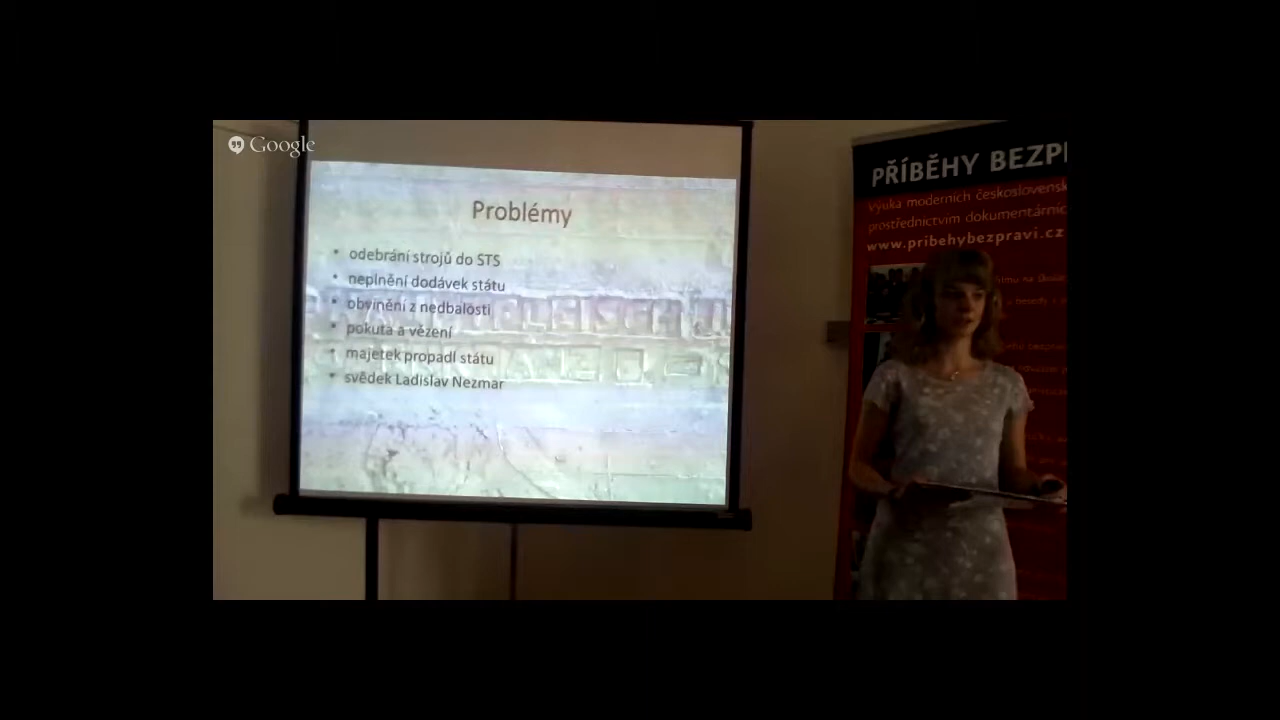 Google
Problémy
• odebrání strojů do STS
• neplnění dodávek státu
• obvinění z nedbalosti
• pokuta a vězení
• majetek propadl státu
• svědek Ladislav Nezmar
PŘÍBĚHY BEZP
Výuka moderních československ
prostřednictvím dokumentárníc
www.pribehybezpravi.cz